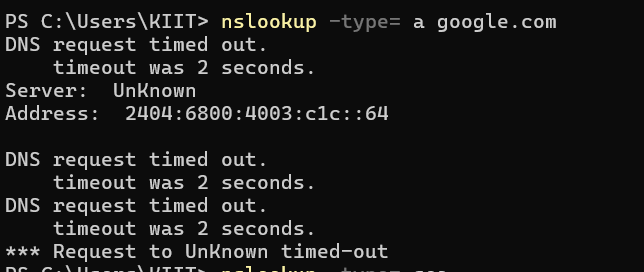 PS C:\Users\KIIT> nslookup -type= a google.com
DNS request timed out.
    timeout was 2 seconds.
Server:  UnKnown
Address:  2404:6800:4003:c1c::64

DNS request timed out.
    timeout was 2 seconds.
DNS request timed out.
    timeout was 2 seconds.
*** Request to UnKnown timed-out
PS C:\Users\KIIT> nslookup -type=